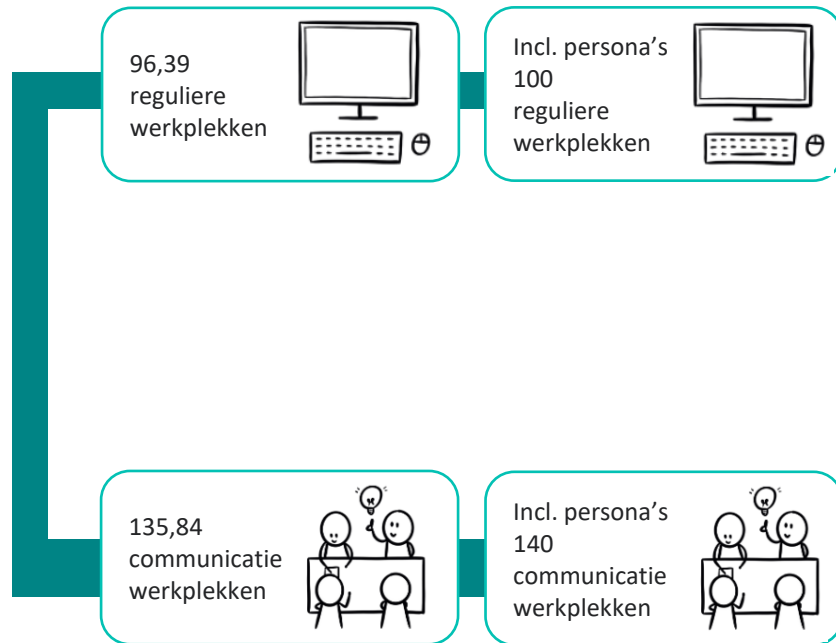 96,39
reguliere
werkplekken
Incl. persona's
100
reguliere
werkplekken
135,84
communicatie
werkplekken
Incl. persona's
140
communicatie
werkplekken